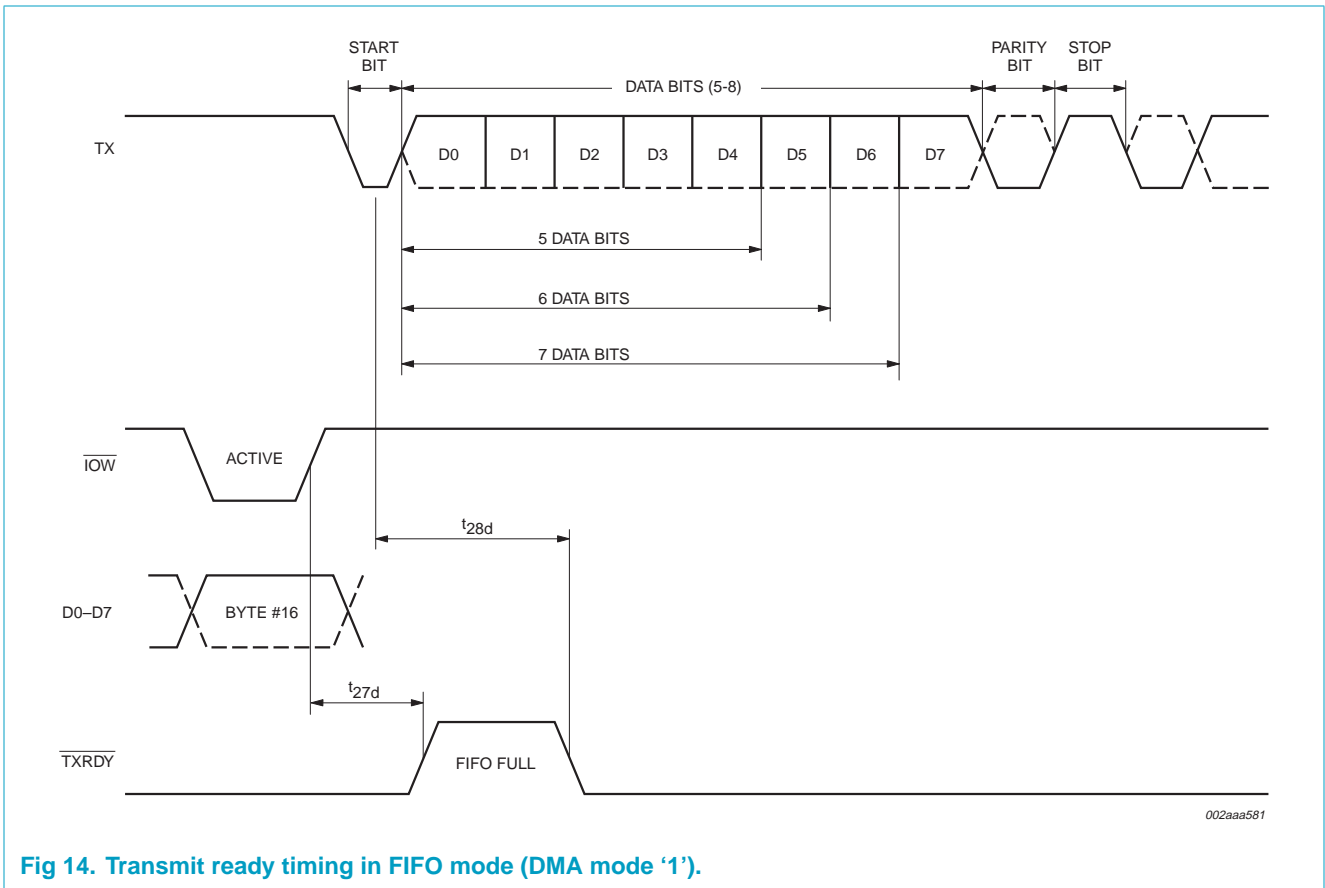 START
BIT
DATA BITS (5-8)
PARITY
BIT
STOP
BIT
TX
D0 D1 D2 D3 D4 D5 D6 D7
5 DATA BITS
6 DATA BITS
7 DATA BITS
IOW
ACTIVE
t28d
D0–D7
BYTE #16
t27d
TXRDY
FIFO FULL
002aaa581
Fig 14. Transmit ready timing in FIFO mode (DMA mode ‘1’).